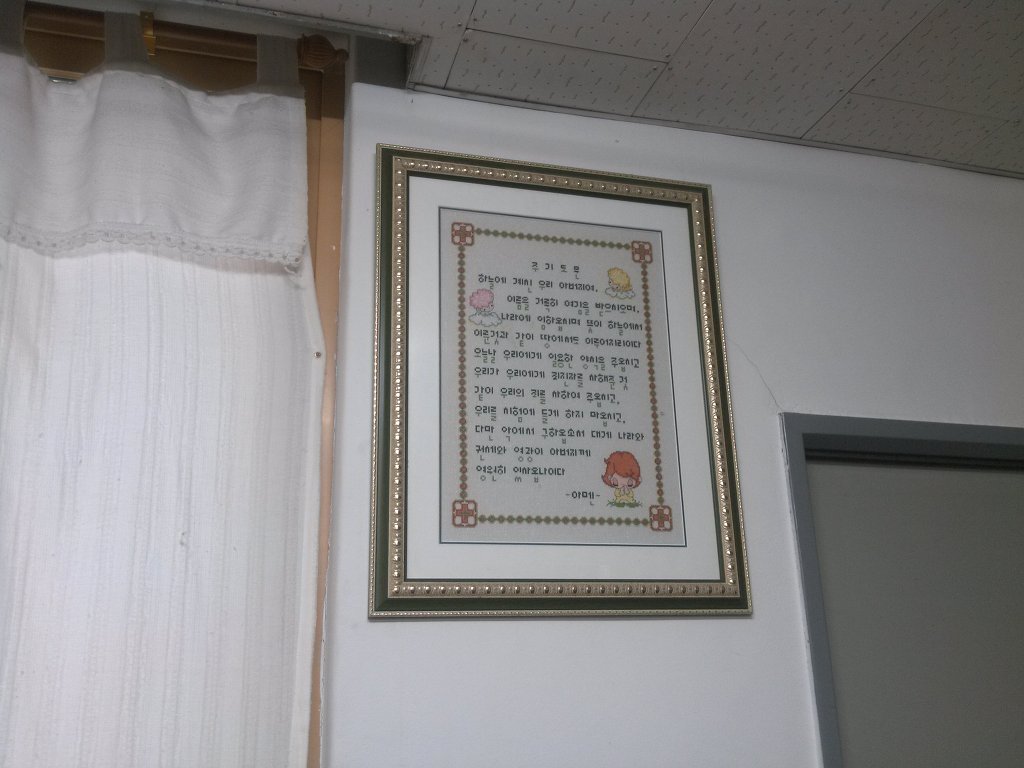 주기도문
하늘에 계신 우리 아버지여,
이름을 거룩히 여김을 받으시오며,
나라에 임하옵시며 뜻이 하늘에서
이룬것과 같이 땅에서도 이루어지리이다
오늘날 우리에게 일용할 양식을 주옵시고
우리가 우리에게 죄진자를 사해준 것
같이 우리의 죄를 사하여 주옵시고,
우리를 시험에 들게 하지 마옵시고,
다만 악에서 구하옵소서 대게 나라와
권세와 영광이 아버지께
영원히 있사옵나이다
-아멘-